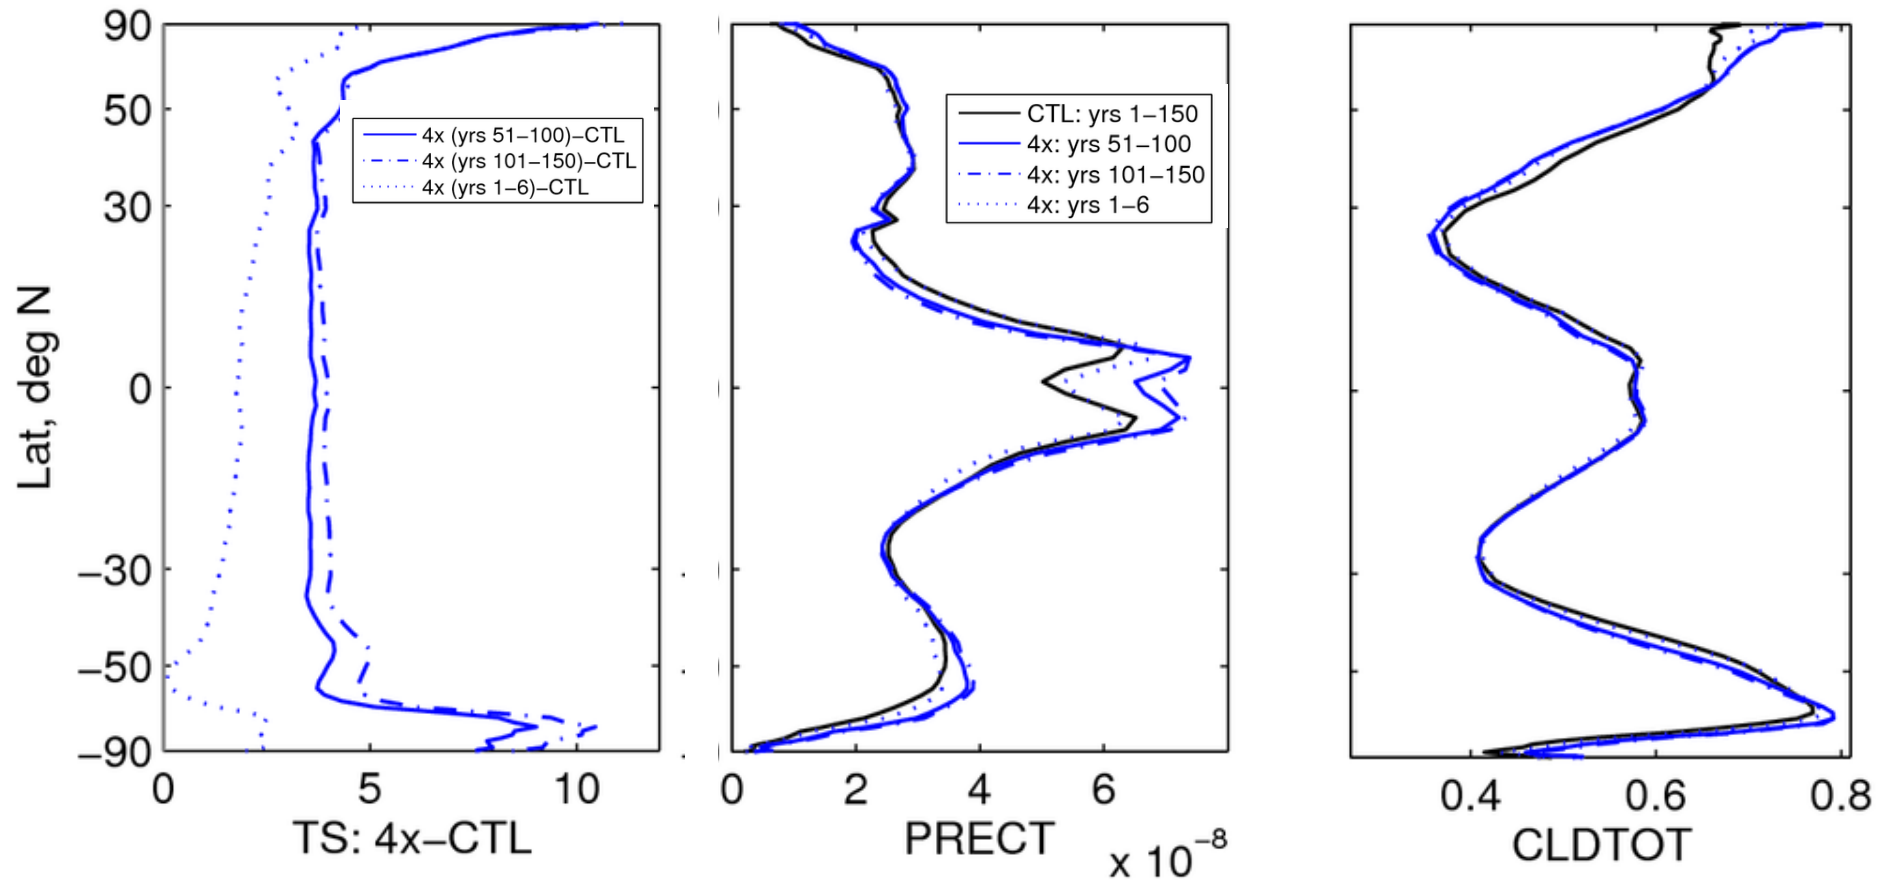 Lat, deg N
90
50
30
0
−30
−50
−90
4x (yrs 51−100)−CTL
4x (yrs 101−150)−CTL
4x (yrs 1−6)−CTL
0 5 10
TS: 4x−CTL
CTL: yrs 1−150
4x: yrs 51−100
4x: yrs 101−150
4x: yrs 1−6
0 2 4 6
PRECT
x 10−8
0.4 0.6 0.8
CLDTOT